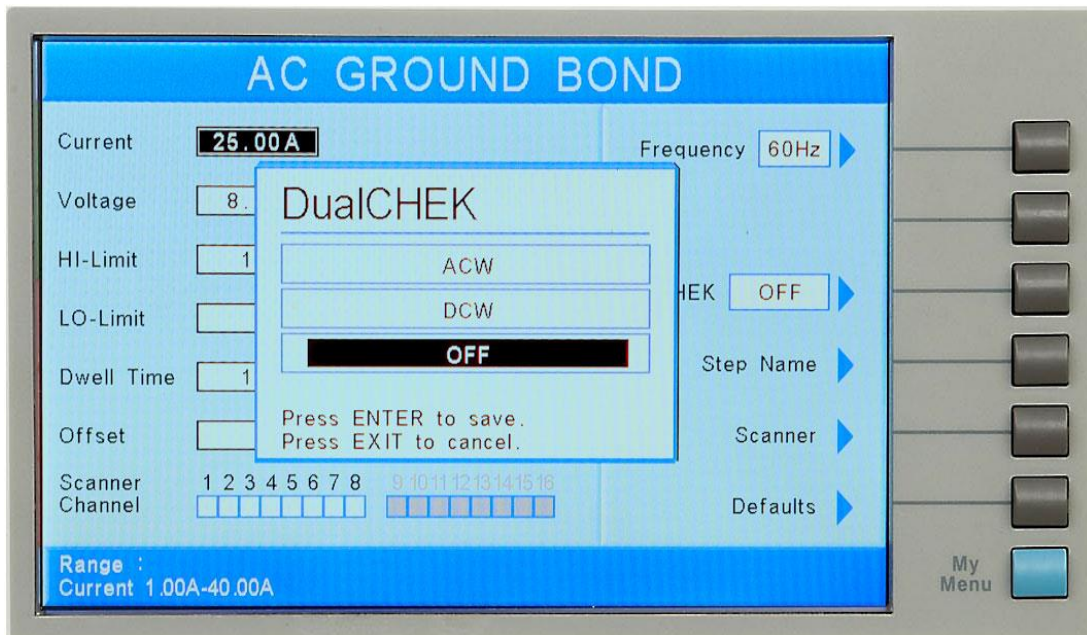 AC GROUND BOND
Current 25.00A
Frequency 60Hz
Voltage 8.
HI-Limit 1
HEK OFF
LO-Limit
Step Name
Dwell Time 1
Offset
Scanner
Scanner Channel 1 2 3 4 5 6 7 8 9 10 11 12 13 14 15 16
Defaults
DualCHEK
ACW
DCW
OFF
Press ENTER to save.
Press EXIT to cancel.
Range :
Current 1.00A-40.00A
My
Menu